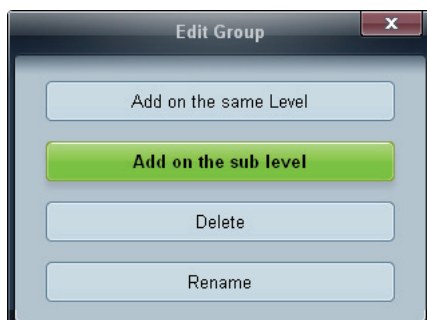 Edit Group
x
Add on the same Level
Add on the sub level
Delete
Rename